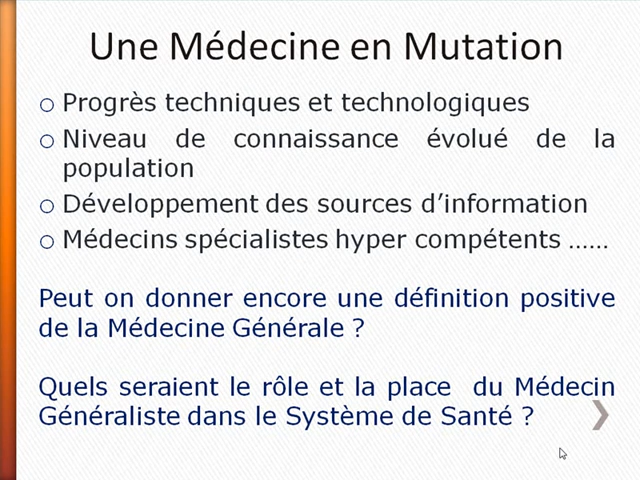 Une Médecine en Mutation
o Progrès techniques et technologiques
o Niveau de connaissance évolué de la
population
o Développement des sources d’information
o Médecins spécialistes hyper compétents ......
Peut on donner encore une définition positive
de la Médecine Générale ?
Quels seraient le rôle et la place du Médecin
Généraliste dans le Système de Santé ?